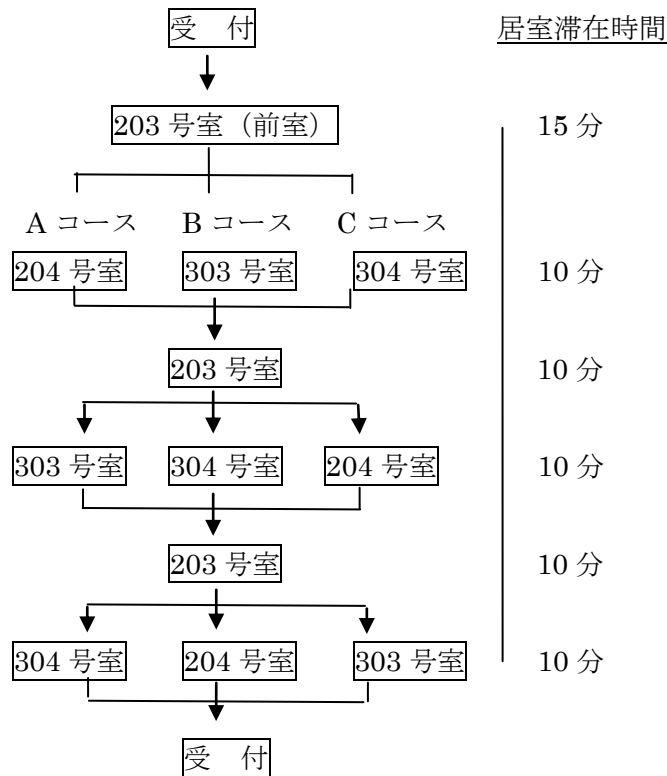 受　付　居室滞在時間
203 号室（前室）　15 分
A コース　B コース　C コース
204 号室　303 号室　304 号室　10 分
203 号室　10 分
303 号室　304 号室　204 号室　10 分
203 号室　10 分
304 号室　204 号室　303 号室　10 分
受　付